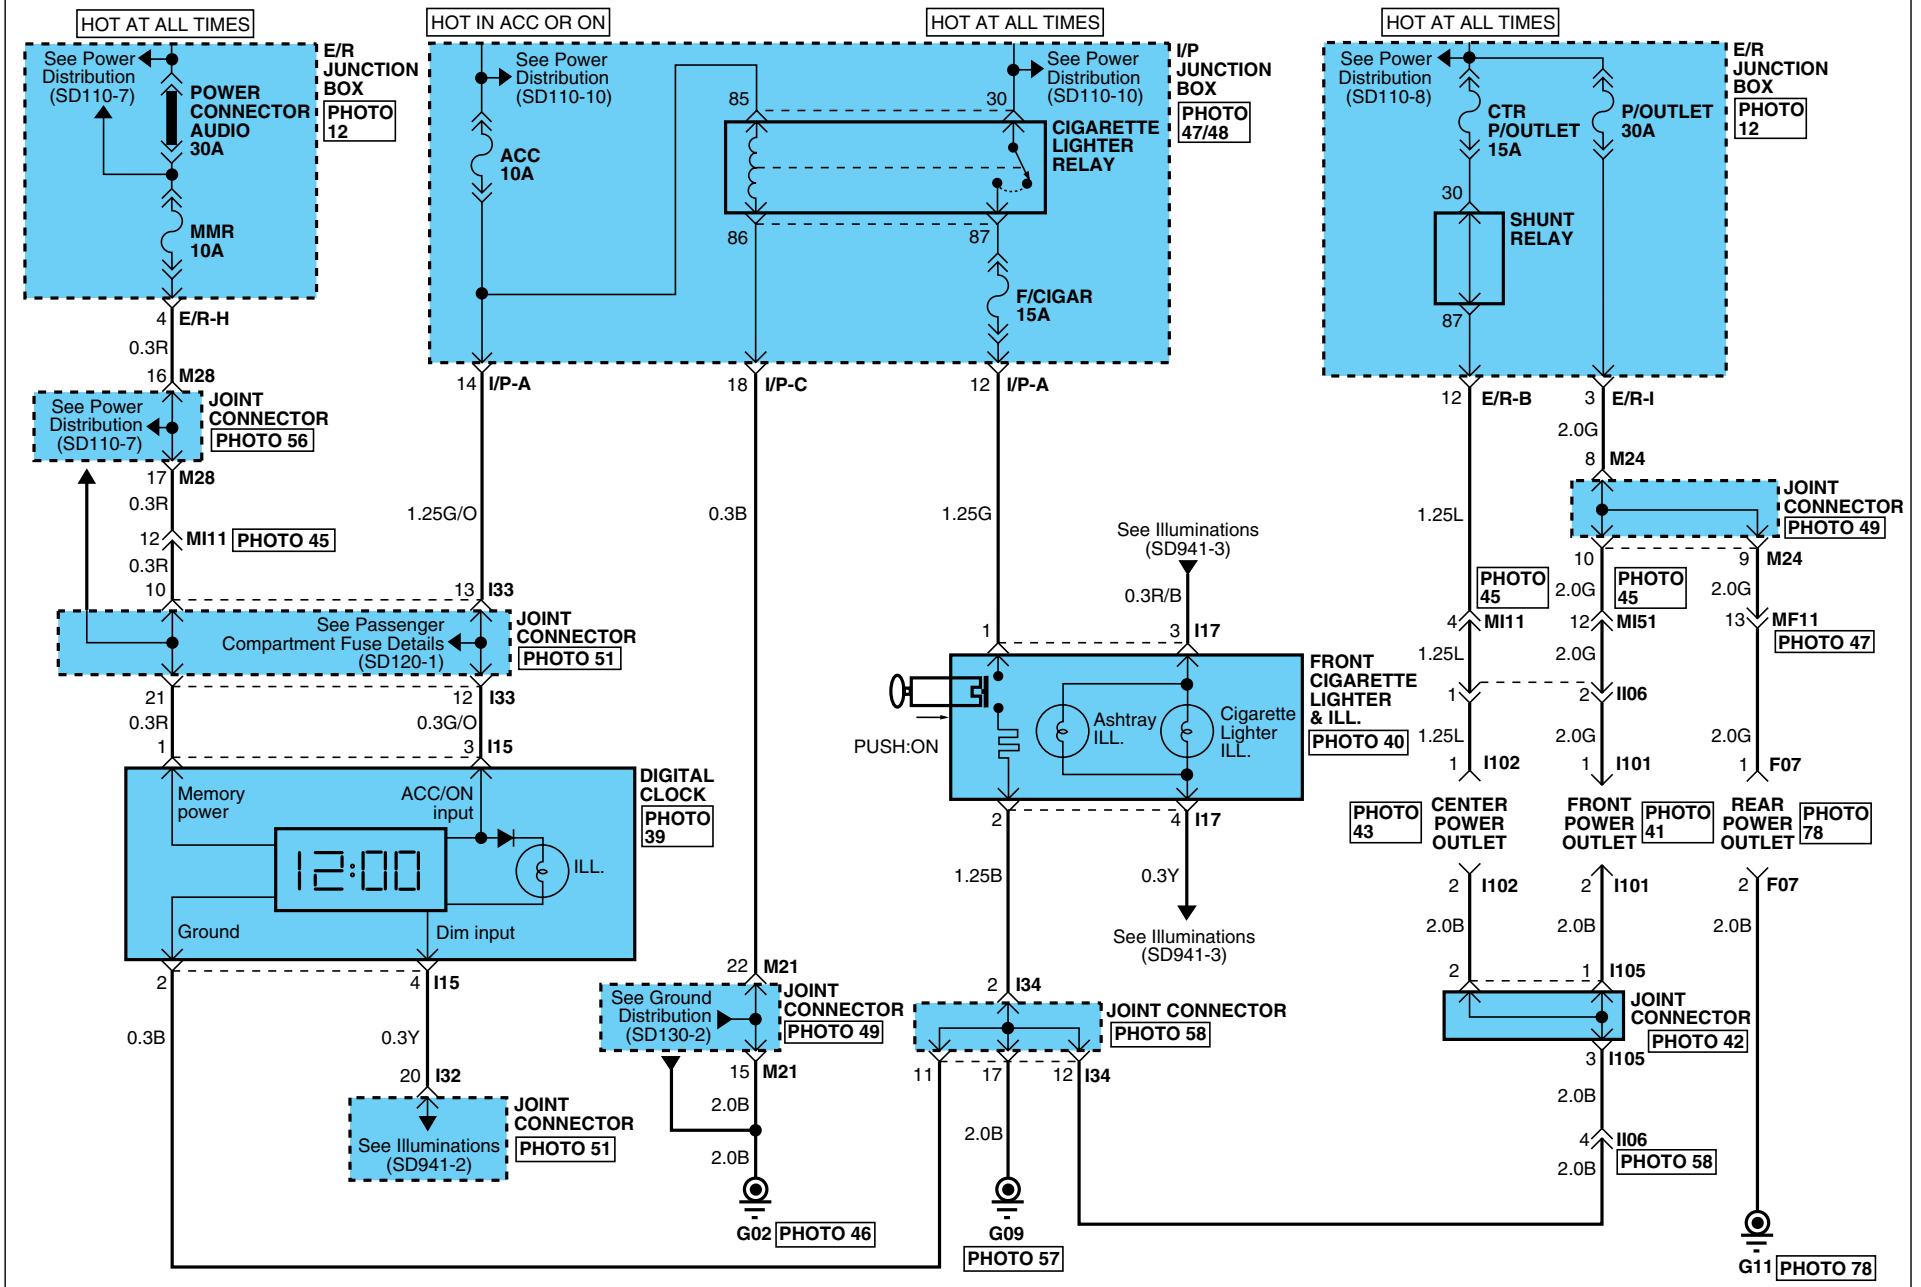 HOT AT ALL TIMES
HOT IN ACC OR ON
HOT AT ALL TIMES
HOT AT ALL TIMES
See Power
Distribution
(SD110-7)
POWER
CONNECTOR
AUDIO
30A
MMR
10A
E/R
JUNCTION
BOX
PHOTO
12
See Power
Distribution
(SD110-10)
ACC
10A
85
30
See Power
Distribution
(SD110-10)
CIGARETTE
LIGHTER
RELAY
86
87
F/CIGAR
15A
I/P
JUNCTION
BOX
PHOTO
47/48
See Power
Distribution
(SD110-8)
CTR
P/OUTLET
15A
P/OUTLET
30A
30
SHUNT
RELAY
87
E/R
JUNCTION
BOX
PHOTO
12
4 E/R-H
0.3R
16 M28
See Power
Distribution
(SD110-7)
JOINT
CONNECTOR
PHOTO 56
17 M28
0.3R
12 MI11 PHOTO 45
0.3R
10
14 I/P-A
1.25G/O
13 I33
See Passenger
Compartment Fuse Details
(SD120-1)
JOINT
CONNECTOR
PHOTO 51
21
12 I33
0.3R
0.3G/O
1
3 I15
Memory
power
ACC/ON
input
12:00
ILL.
Ground
Dim input
DIGITAL
CLOCK
PHOTO
39
2
4 I15
0.3B
0.3Y
20 I32
See Illuminations
(SD941-2)
JOINT
CONNECTOR
PHOTO 51
18 I/P-C
0.3B
22 M21
See Ground
Distribution
(SD130-2)
JOINT
CONNECTOR
PHOTO 49
15 M21
2.0B
2.0B
G02 PHOTO 46
12 I/P-A
1.25G
See Illuminations
(SD941-3)
0.3R/B
1
3 I17
PUSH:ON
Ashtray
ILL.
Cigarette
Lighter
ILL.
FRONT
CIGARETTE
LIGHTER
& ILL.
PHOTO 40
2
4 I17
1.25B
0.3Y
See Illuminations
(SD941-3)
2 I34
JOINT CONNECTOR
PHOTO 58
11
17
12 I34
2.0B
G09
PHOTO 57
12 E/R-B
3 E/R-I
2.0G
8 M24
1.25L
JOINT
CONNECTOR
PHOTO 49
10
9 M24
PHOTO
45
2.0G
PHOTO
45
2.0G
4 MI11
12 MI51
13 MF11
PHOTO 47
1.25L
2.0G
1
2 II06
1.25L
2.0G
2.0G
1 I102
1 I101
1 F07
PHOTO
43
CENTER
POWER
OUTLET
FRONT
POWER
OUTLET
PHOTO
41
REAR
POWER
OUTLET
PHOTO
78
2 I102
2 I101
2 F07
2.0B
2.0B
2.0B
2
1 I105
JOINT
CONNECTOR
PHOTO 42
3 I105
2.0B
4 II06
PHOTO 58
2.0B
G11 PHOTO 78